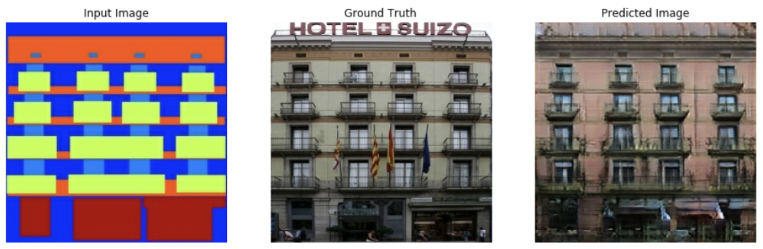 Input Image
Ground Truth
Predicted Image
HOTEL SUIZO